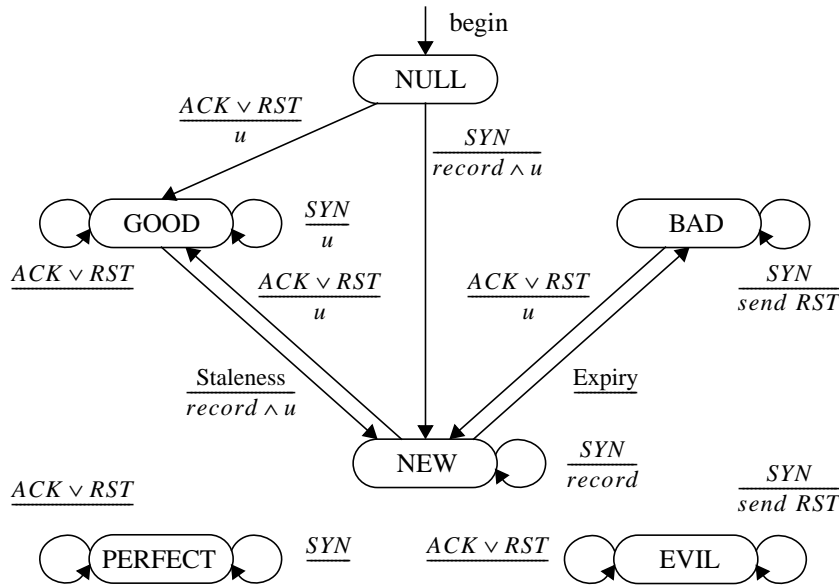 begin
NULL
ACK ∨ RST
u
SYN
record ∧ u
GOOD
SYN
u
BAD
ACK ∨ RST
ACK ∨ RST
u
ACK ∨ RST
u
SYN
send RST
Staleness
record ∧ u
Expiry
NEW
SYN
record
SYN
send RST
ACK ∨ RST
PERFECT
SYN
ACK ∨ RST
EVIL